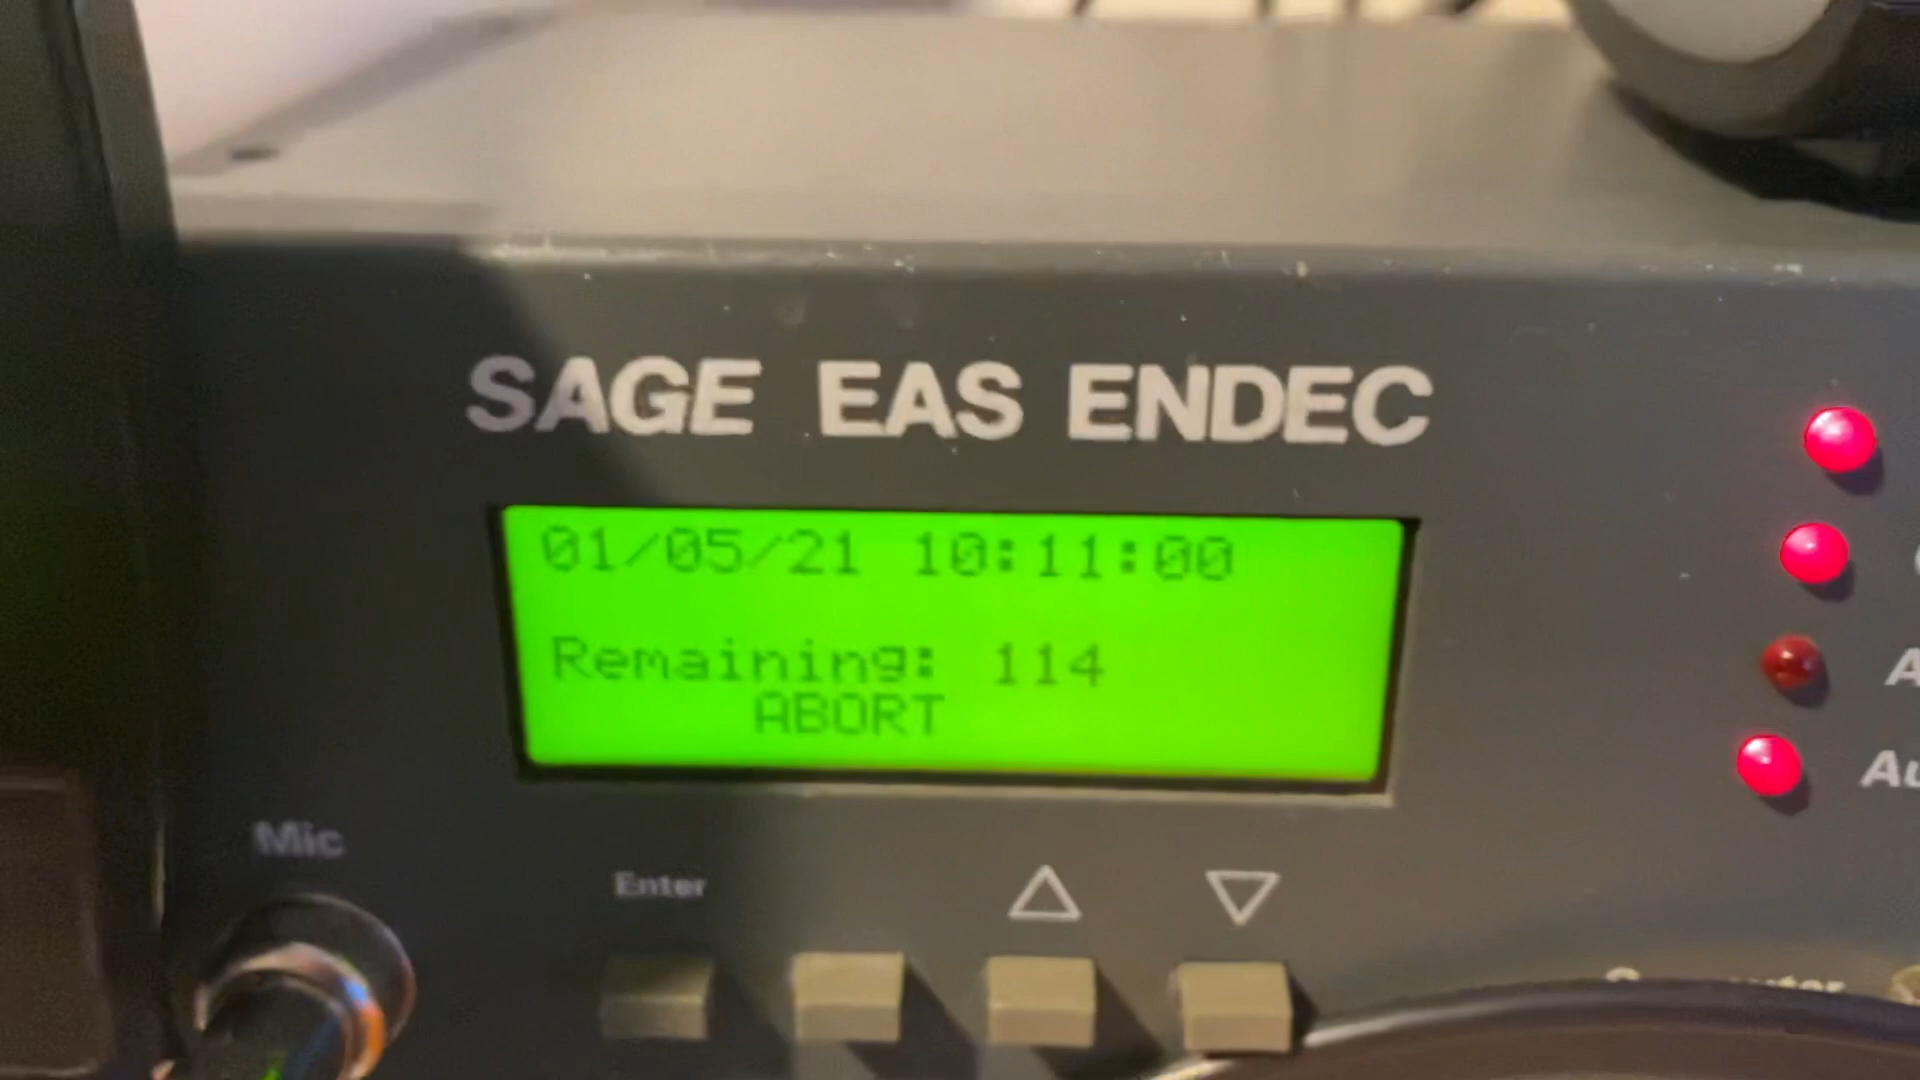 SAGE EAS ENDEC
01/05/21 10:11:00
Remaining: 114
ABORT
Mic
Enter